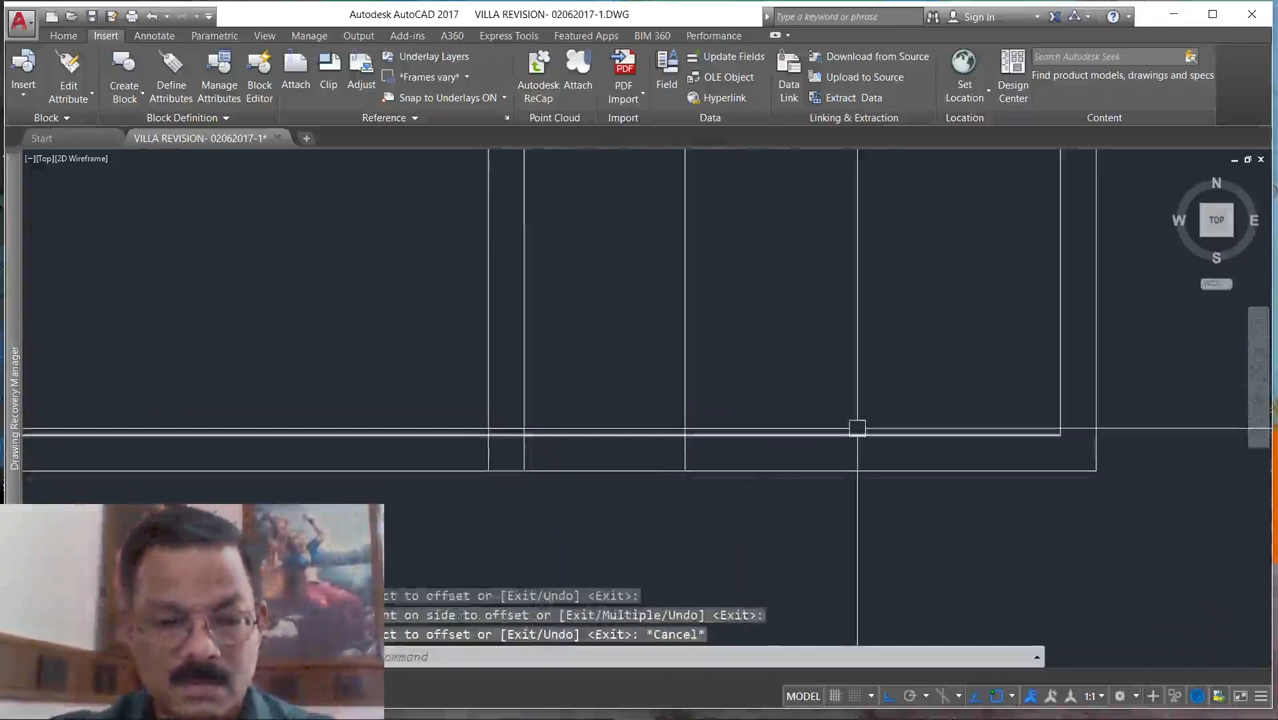 Autodesk AutoCAD 2017 VILLA REVISION- 02062017-1.DWG
Type a keyword or phrase
Sign In
Home Insert Annotate Parametric View Manage Output Add-ins A360 Express Tools Featured Apps BIM 360 Performance
Insert
Edit Attribute
Create Block
Define Attributes
Manage Attributes
Block Editor
Attach
Clip
Adjust
Underlay Layers
*Frames vary*
Snap to Underlays ON
Autodesk ReCap
Attach
PDF Import
Field
Update Fields
OLE Object
Hyperlink
Data Link
Download from Source
Upload to Source
Extract Data
Set Location
Design Center
Search Autodesk Seek
Find product models, drawings and specs
Block Block Definition Reference Point Cloud Import Data Linking & Extraction Location Content
Start VILLA REVISION- 02062017-1*
[−][Top][2D Wireframe]
N
W TOP E
S
WCS
Drawing Recovery Manager
ct to offset or [Exit/Undo] <Exit>:
nt on side to offset or [Exit/Multiple/Undo] <Exit>:
ct to offset or [Exit/Undo] <Exit>: *Cancel*
ommand
MODEL 1:1